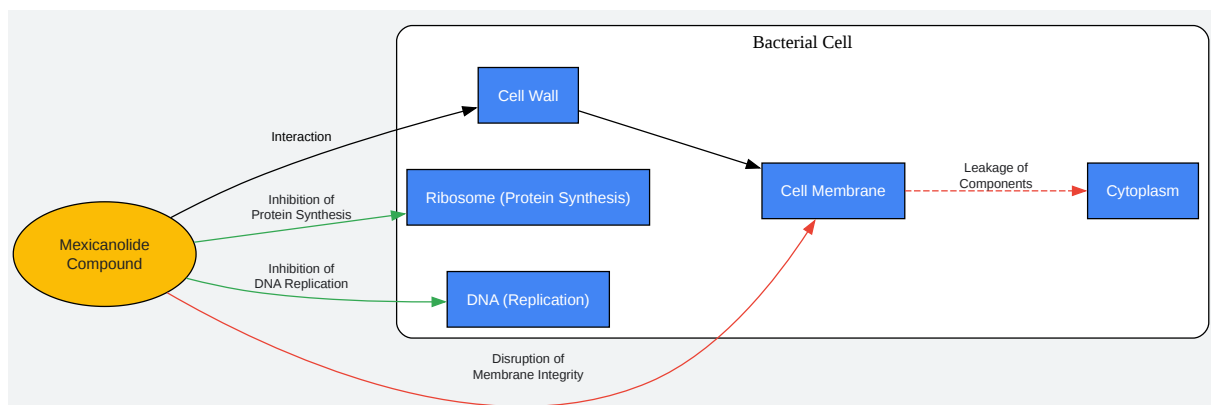 Bacterial Cell
Cell Wall
Interaction
Leakage of
Components
Inhibition of
Protein Synthesis
Ribosome (Protein Synthesis)
Cell Membrane
Cytoplasm
Mexicanolide
Compound
Inhibition of
DNA Replication
DNA (Replication)
Disruption of
Membrane Integrity